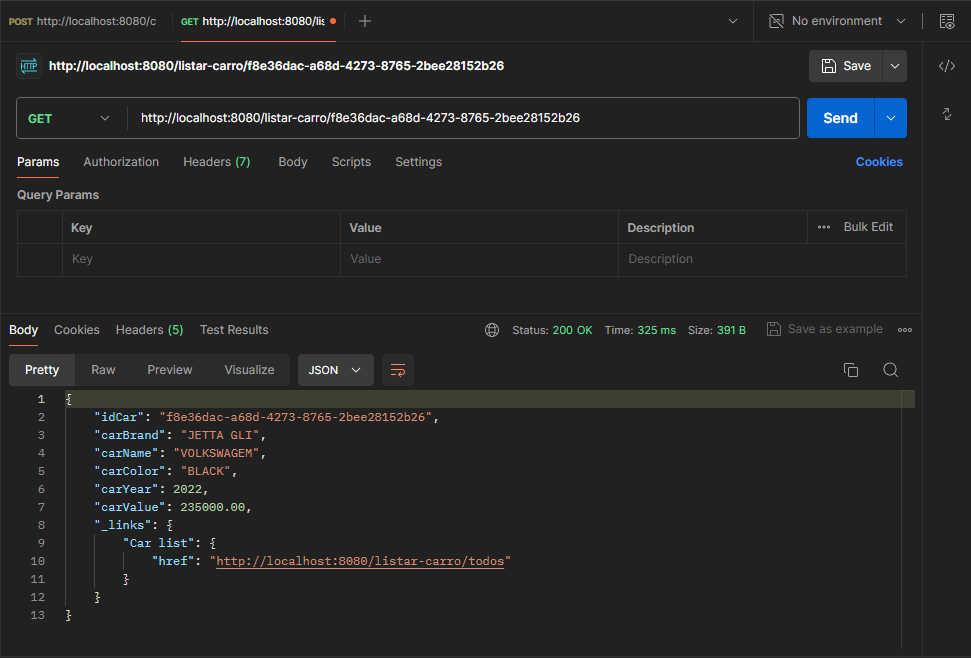 POST http://localhost:8080/c GET http://localhost:8080/lis No environment
HTTP http://localhost:8080/listar-carro/f8e36dac-a68d-4273-8765-2bee28152b26 Save
GET http://localhost:8080/listar-carro/f8e36dac-a68d-4273-8765-2bee28152b26 Send
Params Authorization Headers (7) Body Scripts Settings Cookies
Query Params
Key Value Description Bulk Edit
Key Value Description
Body Cookies Headers (5) Test Results Status: 200 OK Time: 325 ms Size: 391 B Save as example
Pretty Raw Preview Visualize JSON
1 {
2 "idCar": "f8e36dac-a68d-4273-8765-2bee28152b26",
3 "carBrand": "JETTA GLI",
4 "carName": "VOLKSWAGEM",
5 "carColor": "BLACK",
6 "carYear": 2022,
7 "carValue": 235000.00,
8 "_links": {
9 "Car list": {
10 "href": "http://localhost:8080/listar-carro/todos"
11 }
12 }
13 }